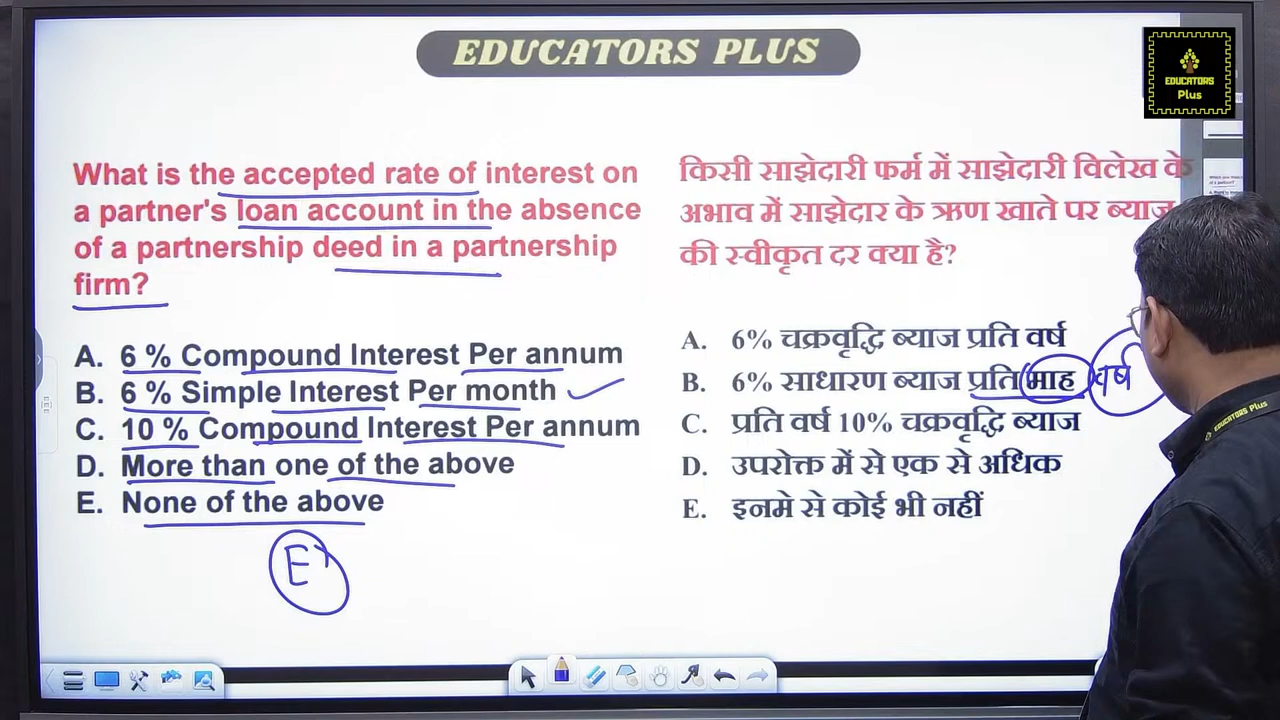 EDUCATORS PLUS
EDUCATORS
Plus
What is the accepted rate of interest on
a partner's loan account in the absence
of a partnership deed in a partnership
firm?
A. 6 % Compound Interest Per annum
B. 6 % Simple Interest Per month
C. 10 % Compound Interest Per annum
D. More than one of the above
E. None of the above
E
किसी साझेदारी फर्म में साझेदारी विलेख के
अभाव में साझेदार के ऋण खाते पर ब्याज
की स्वीकृत दर क्या है?
A. 6% चक्रवृद्धि ब्याज प्रति वर्ष
B. 6% साधारण ब्याज प्रति माह वर्ष
C. प्रति वर्ष 10% चक्रवृद्धि ब्याज
D. उपरोक्त में से एक से अधिक
E. इनमे से कोई भी नहीं
EDUCATORS Plus